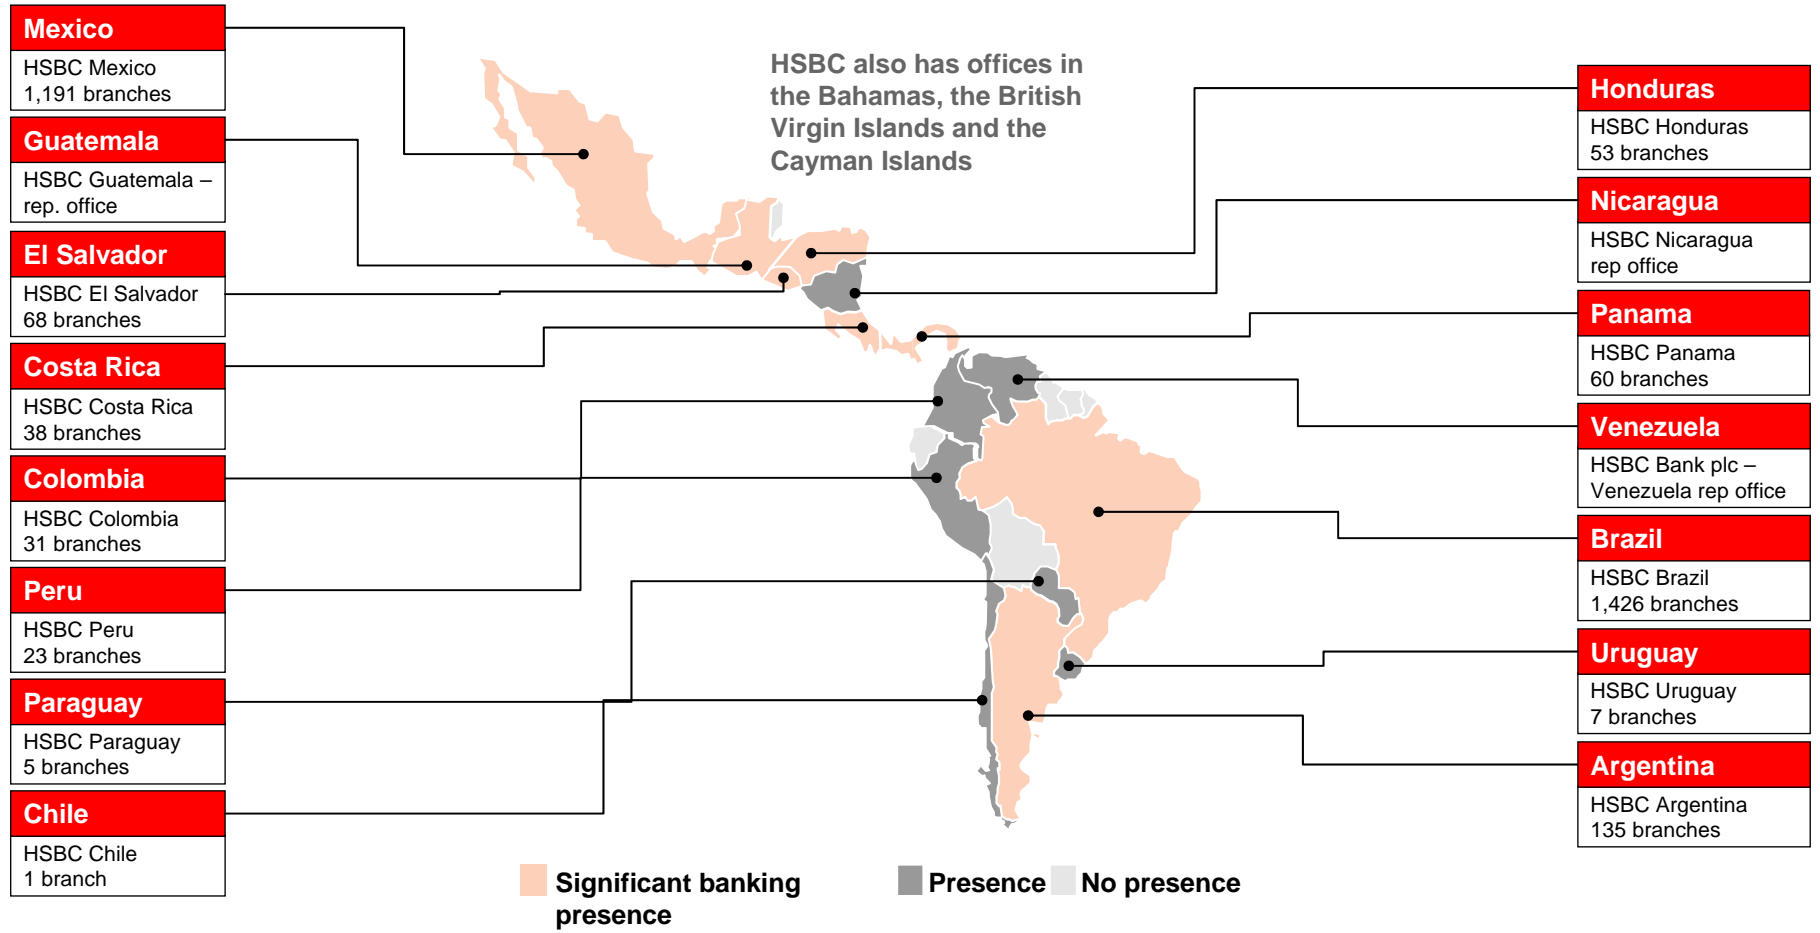 Mexico
HSBC Mexico
1,191 branches
Guatemala
HSBC Guatemala –
rep. office
El Salvador
HSBC El Salvador
68 branches
Costa Rica
HSBC Costa Rica
38 branches
Colombia
HSBC Colombia
31 branches
Peru
HSBC Peru
23 branches
Paraguay
HSBC Paraguay
5 branches
Chile
HSBC Chile
1 branch
HSBC also has offices in
the Bahamas, the British
Virgin Islands and the
Cayman Islands
Honduras
HSBC Honduras
53 branches
Nicaragua
HSBC Nicaragua
rep office
Panama
HSBC Panama
60 branches
Venezuela
HSBC Bank plc –
Venezuela rep office
Brazil
HSBC Brazil
1,426 branches
Uruguay
HSBC Uruguay
7 branches
Argentina
HSBC Argentina
135 branches
Significant banking
presence
Presence
No presence